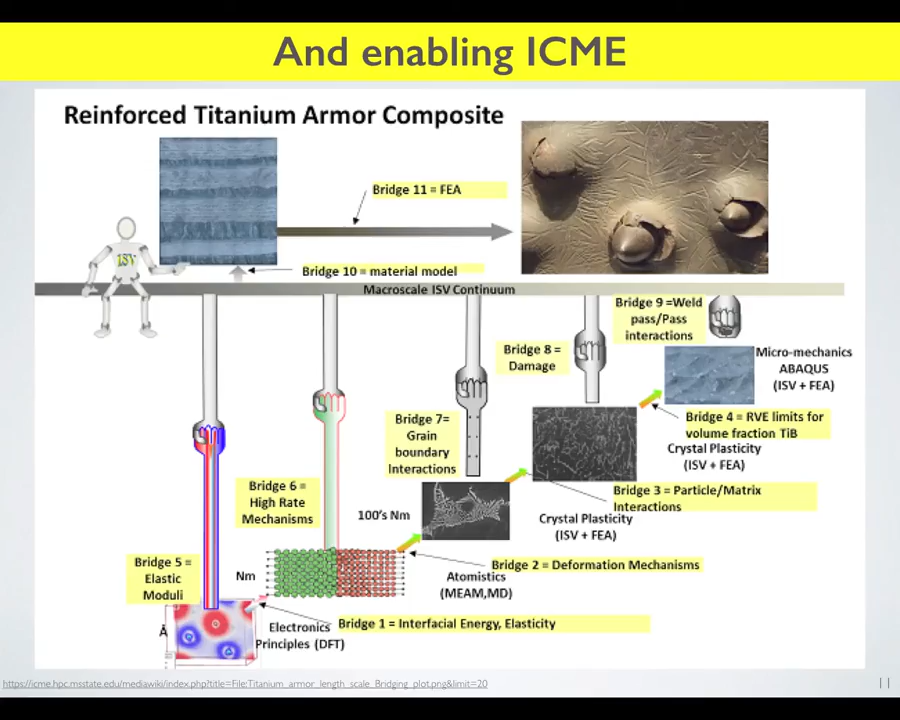 And enabling ICME
Reinforced Titanium Armor Composite
Bridge 11 = FEA
ISV
Bridge 10 = material model
Macroscale ISV Continuum
Bridge 9 =Weld
pass/Pass
interactions
Bridge 8 =
Damage
Micro-mechanics
ABAQUS
(ISV + FEA)
Bridge 7=
Grain
boundary
Interactions
Bridge 4 = RVE limits for
volume fraction TiB
Crystal Plasticity
(ISV + FEA)
Bridge 6 =
High Rate
Mechanisms
Bridge 3 = Particle/Matrix
Interactions
100's Nm
Crystal Plasticity
(ISV + FEA)
Bridge 5 =
Elastic
Moduli
Nm
Bridge 2 = Deformation Mechanisms
Atomistics
(MEAM,MD)
Å
Electronics
Principles (DFT)
Bridge 1 = Interfacial Energy, Elasticity
https://icme.hpc.msstate.edu/mediawiki/index.php?title=File:Titanium_armor_length_scale_Bridging_plot.png&limit=20
11